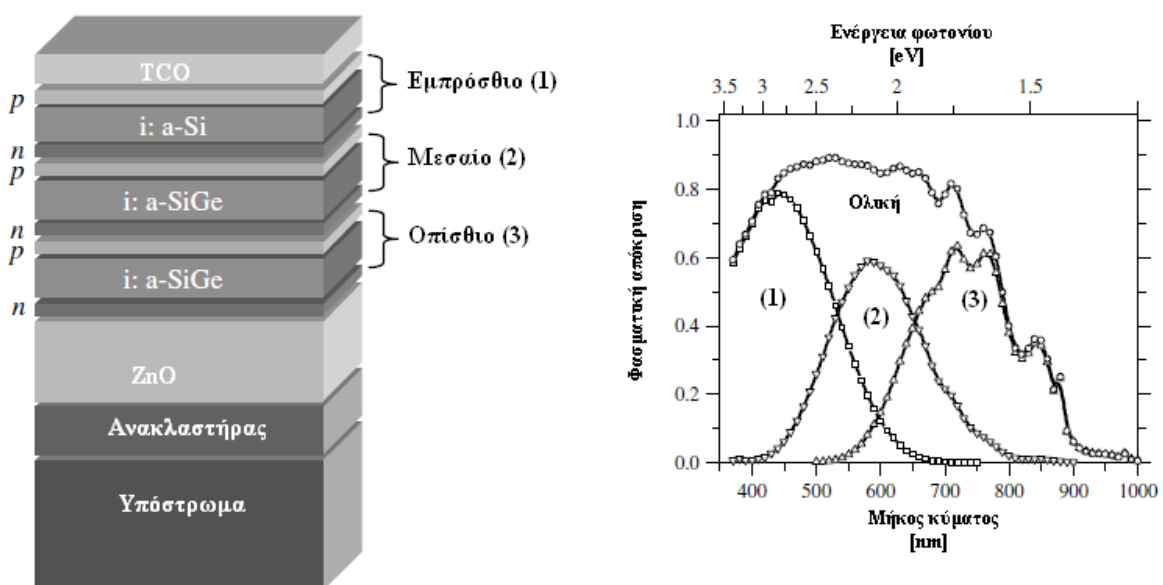 TCO
p
i: a-Si
n
p
i: a-SiGe
n
p
i: a-SiGe
n
ZnO
Ανακλαστήρας
Υπόστρωμα
Εμπρόσθιο (1)
Μεσαίο (2)
Οπίσθιο (3)
Ενέργεια φωτονίου
[eV]
3.5 3 2.5 2 1.5
Φασματική απόκριση
1.0
0.8
0.6
0.4
0.2
0.0
Ολική
(1)
(2)
(3)
400 500 600 700 800 900 1000
Μήκος κύματος
[nm]